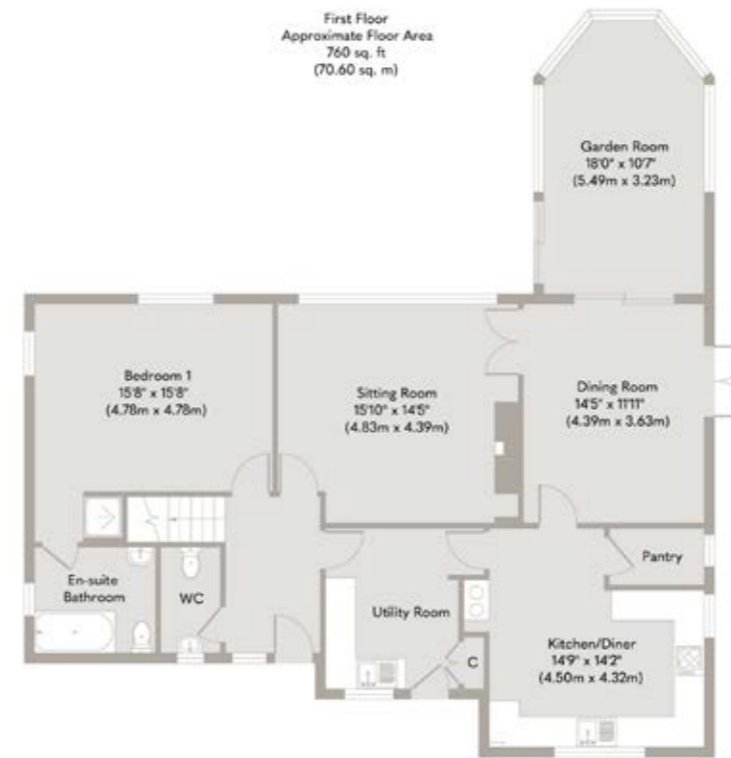 First Floor
Approximate Floor Area
760 sq. ft
(70.60 sq. m)
Garden Room
18'0" x 10'7"
(5.49m x 3.23m)
Bedroom 1
15'8" x 15'8"
(4.78m x 4.78m)
Sitting Room
15'10" x 14'5"
(4.83m x 4.39m)
Dining Room
14'5" x 11'11"
(4.39m x 3.63m)
En-suite
Bathroom
WC
Utility Room
C
Pantry
Kitchen/Diner
14'9" x 14'2"
(4.50m x 4.32m)